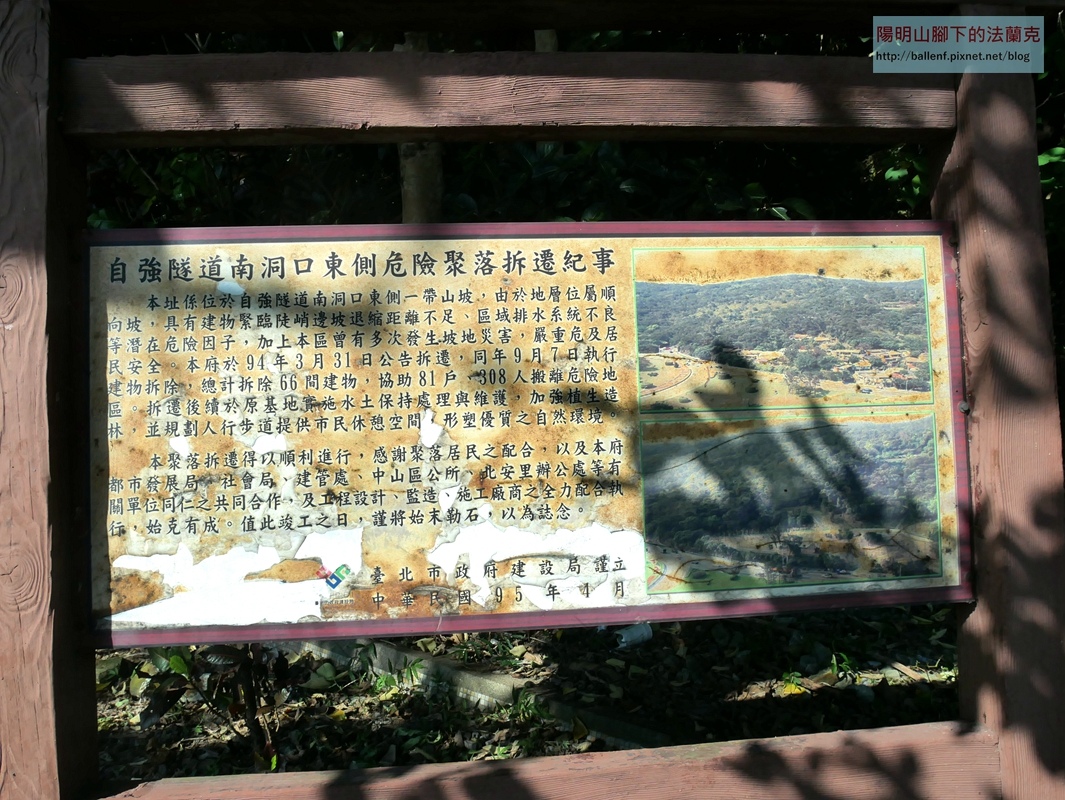 陽明山腳下的法蘭克
http://ballenf.pixnet.net/blog
自強隧道南洞口東側危險聚落拆遷紀事
本址係位於自強隧道南洞口東側一帶山坡，由於地層位屬順
向坡，具有建物緊臨陡峭邊坡退縮距離不足、區域排水系統不良
等潛在危險因子，加上本區曾有多次發生坡地災害，嚴重危及居
民安全。本府於94年3月31日公告拆遷，同年9月7日執行
建物拆除，總計拆除66間建物，協助81戶、308人搬離危險地
區。拆遷後續於原基地實施水土保持處理與維護，加強植生造
林，並規劃人行步道提供市民休憩空間，形塑優質之自然環境。
本聚落拆遷得以順利進行，感謝聚落居民之配合，以及本府
都市發展局、社會局、建管處、中山區公所、北安里辦公處等有
關單位同仁之共同合作，及工程設計、監造、施工廠商之全力配合執
行，始克有成。值此竣工之日，謹將始末勒石，以為誌念。
臺北市政府建設局謹立
中華民國95年4月